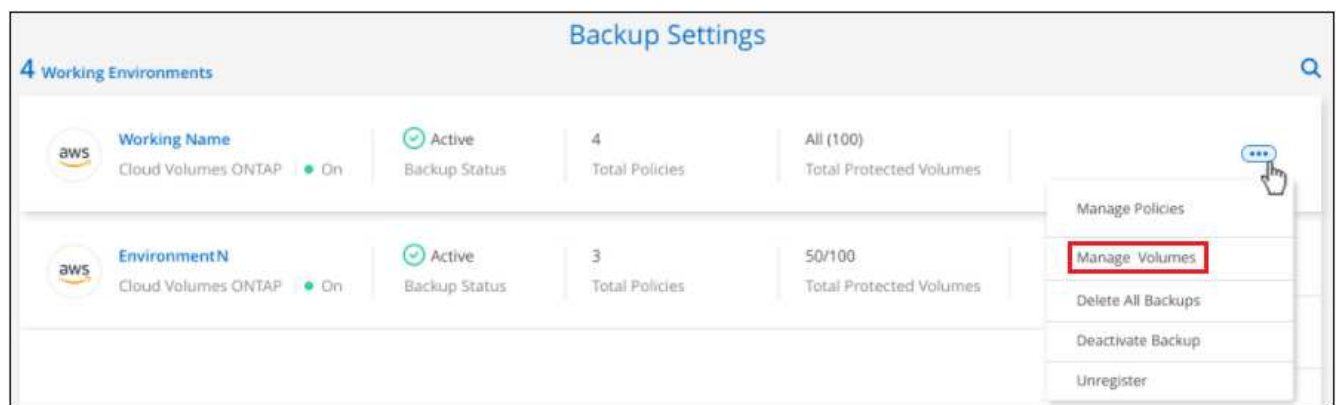 Backup Settings
4 Working Environments
aws
Working Name
Cloud Volumes ONTAP
On
Active
Backup Status
4
Total Policies
All (100)
Total Protected Volumes
Manage Policies
Manage Volumes
Delete All Backups
Deactivate Backup
Unregister
aws
EnvironmentN
Cloud Volumes ONTAP
On
Active
Backup Status
3
Total Policies
50/100
Total Protected Volumes